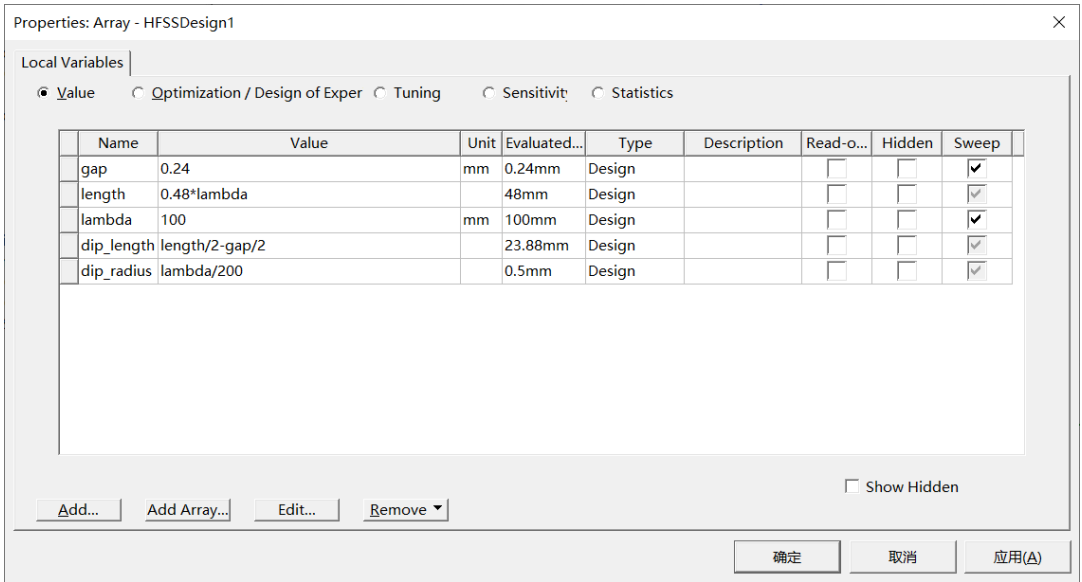 Properties: Array - HFSSDesign1
Local Variables
Value Optimization / Design of Exper Tuning Sensitivity Statistics
Name Value Unit Evaluated... Type Description Read-o... Hidden Sweep
gap 0.24 mm 0.24mm Design
length 0.48*lambda 48mm Design
lambda 100 mm 100mm Design
dip_length length/2-gap/2 23.88mm Design
dip_radius lambda/200 0.5mm Design
Show Hidden
Add... Add Array... Edit... Remove
确定 取消 应用(A)